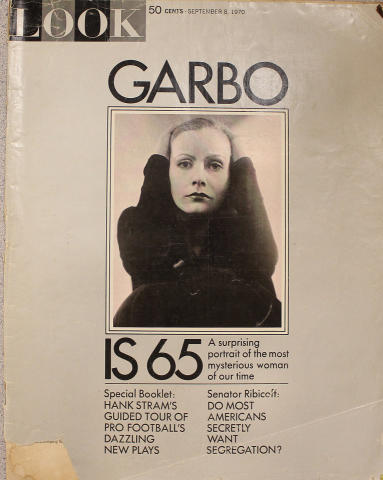 LOOK
50 CENTS · SEPTEMBER 8, 1970
GARBO
IS 65
A surprising
portrait of the most
mysterious woman
of our time
Special Booklet:
HANK STRAM'S
GUIDED TOUR OF
PRO FOOTBALL'S
DAZZLING
NEW PLAYS
Senator Ribicoff:
DO MOST
AMERICANS
SECRETLY
WANT
SEGREGATION?